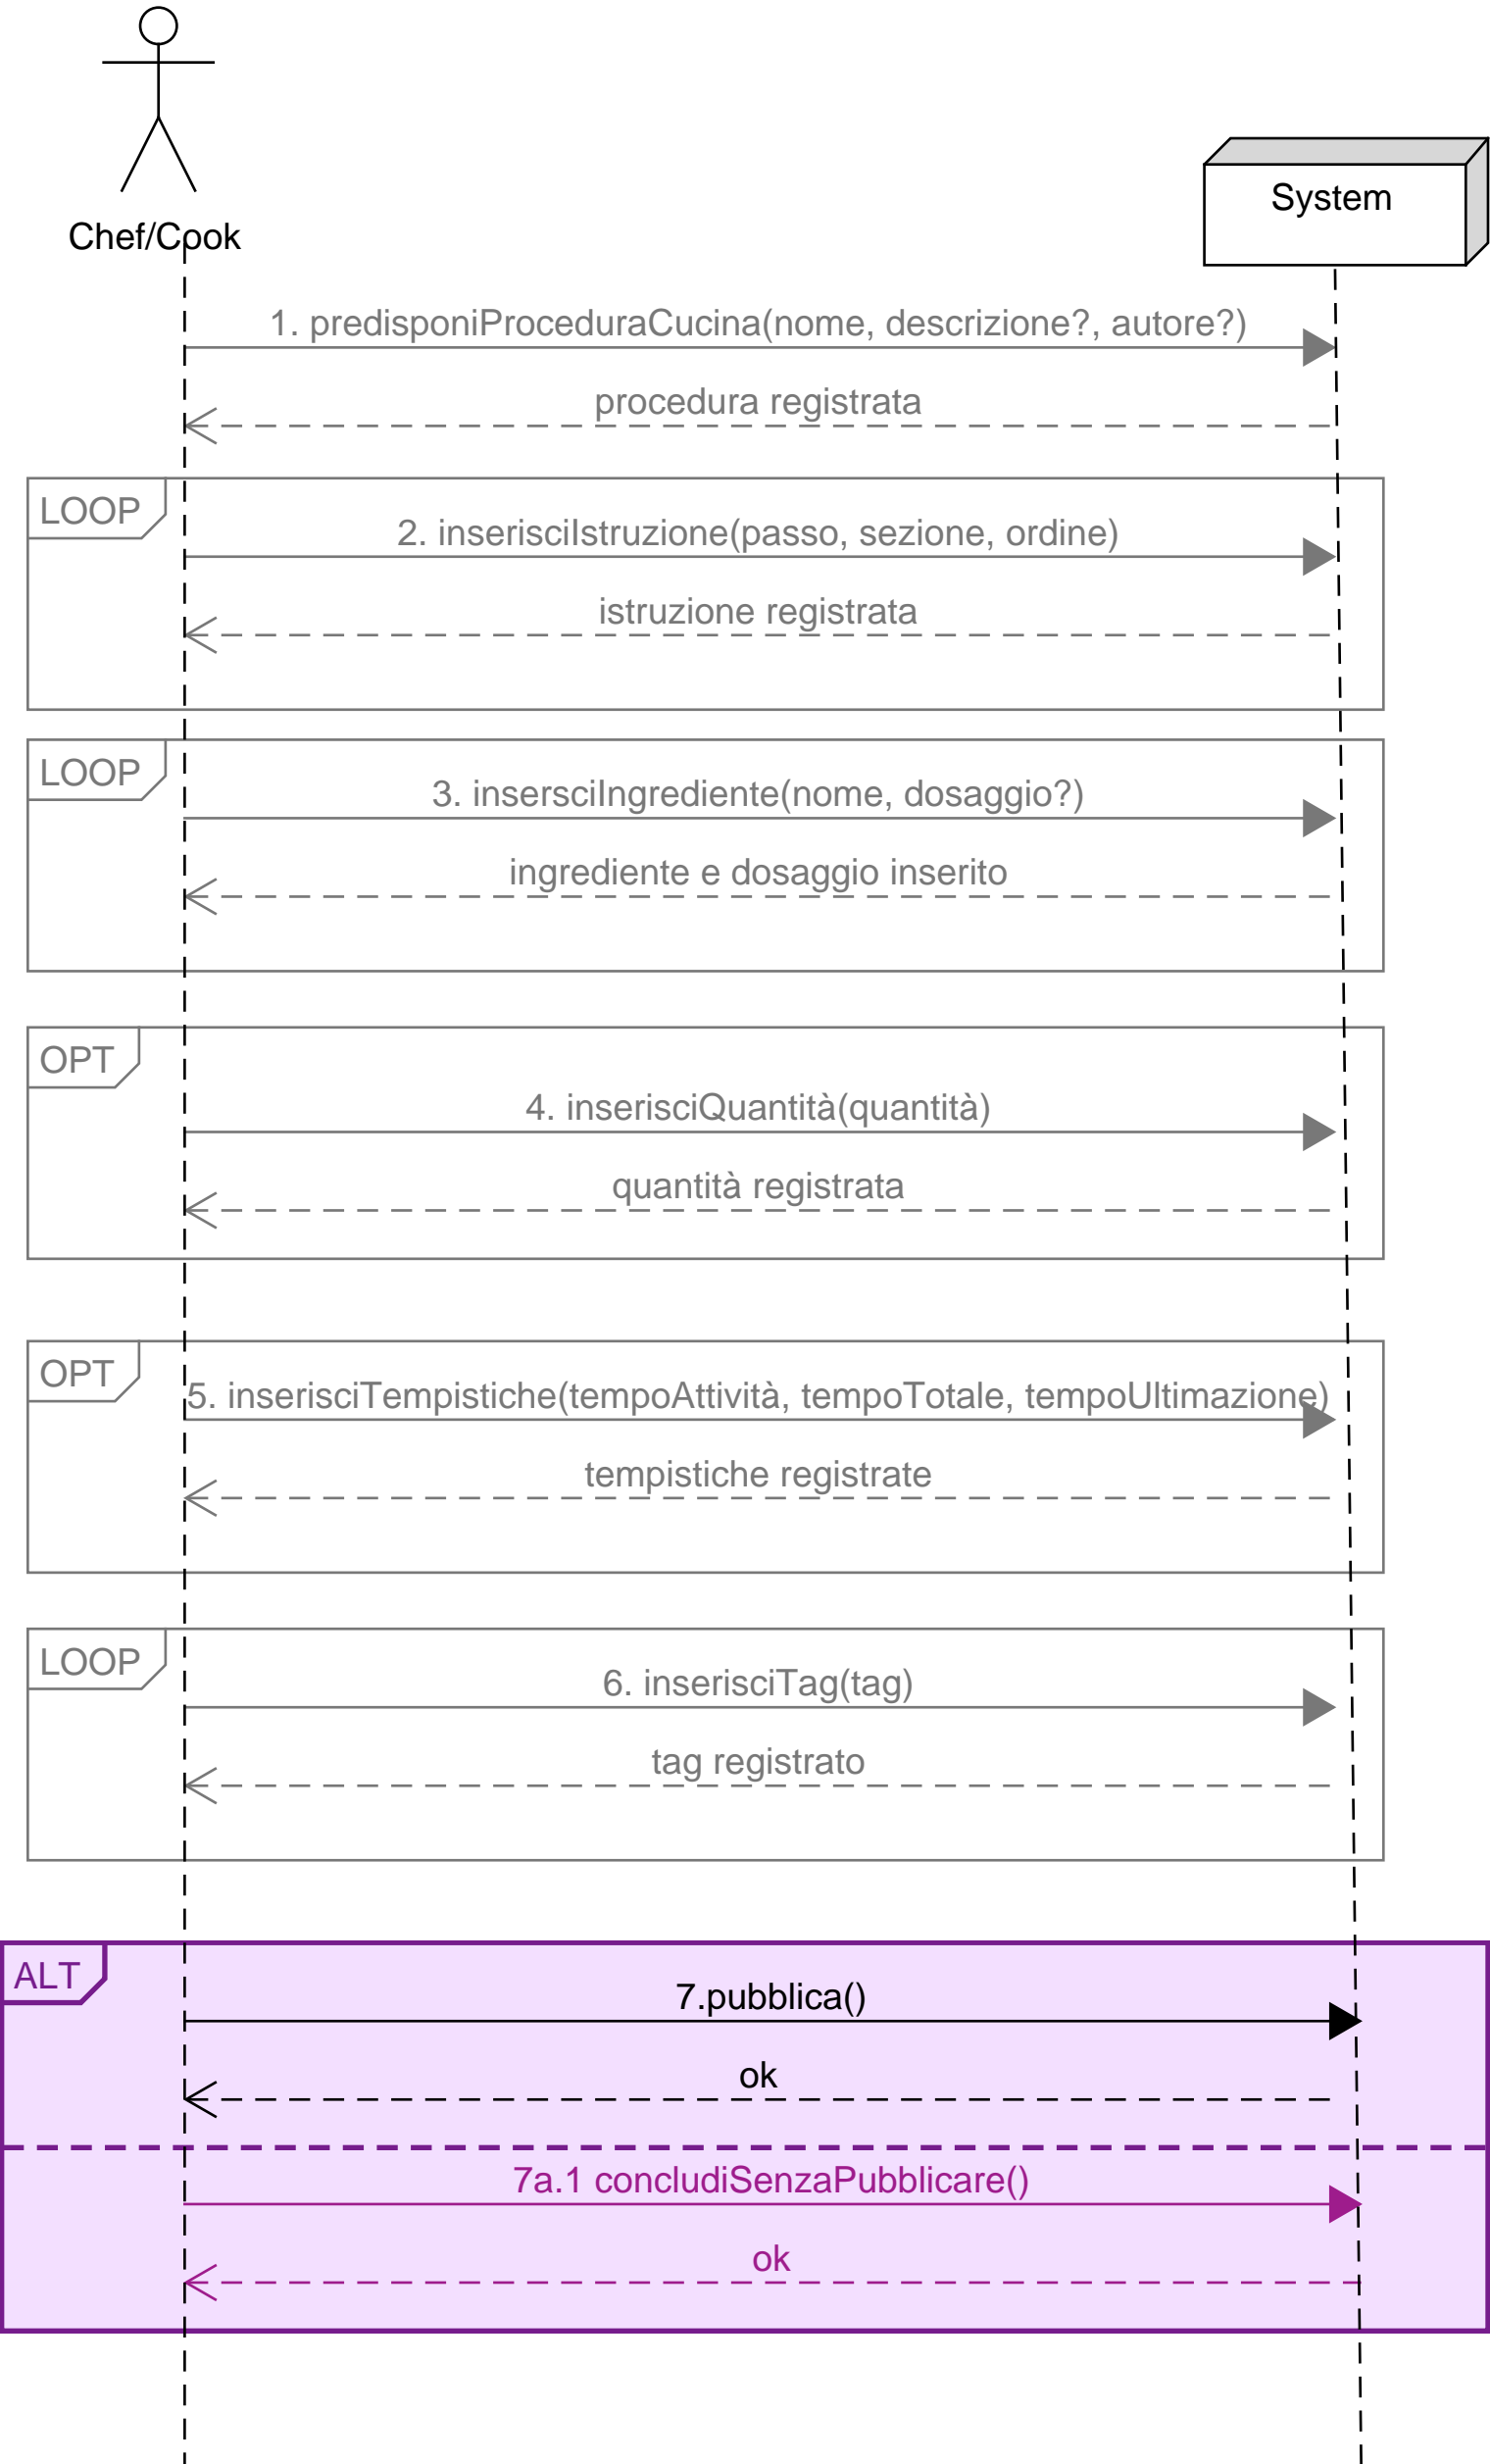 Chef/Cook
System
1. predisponiProceduraCucina(nome, descrizione?, autore?)
procedura registrata
LOOP
2. inserisciIstruzione(passo, sezione, ordine)
istruzione registrata
LOOP
3. insersciIngrediente(nome, dosaggio?)
ingrediente e dosaggio inserito
OPT
4. inserisciQuantità(quantità)
quantità registrata
OPT
5. inserisciTempistiche(tempoAttività, tempoTotale, tempoUltimazione)
tempistiche registrate
LOOP
6. inserisciTag(tag)
tag registrato
ALT
7.pubblica()
ok
7a.1 concludiSenzaPubblicare()
ok